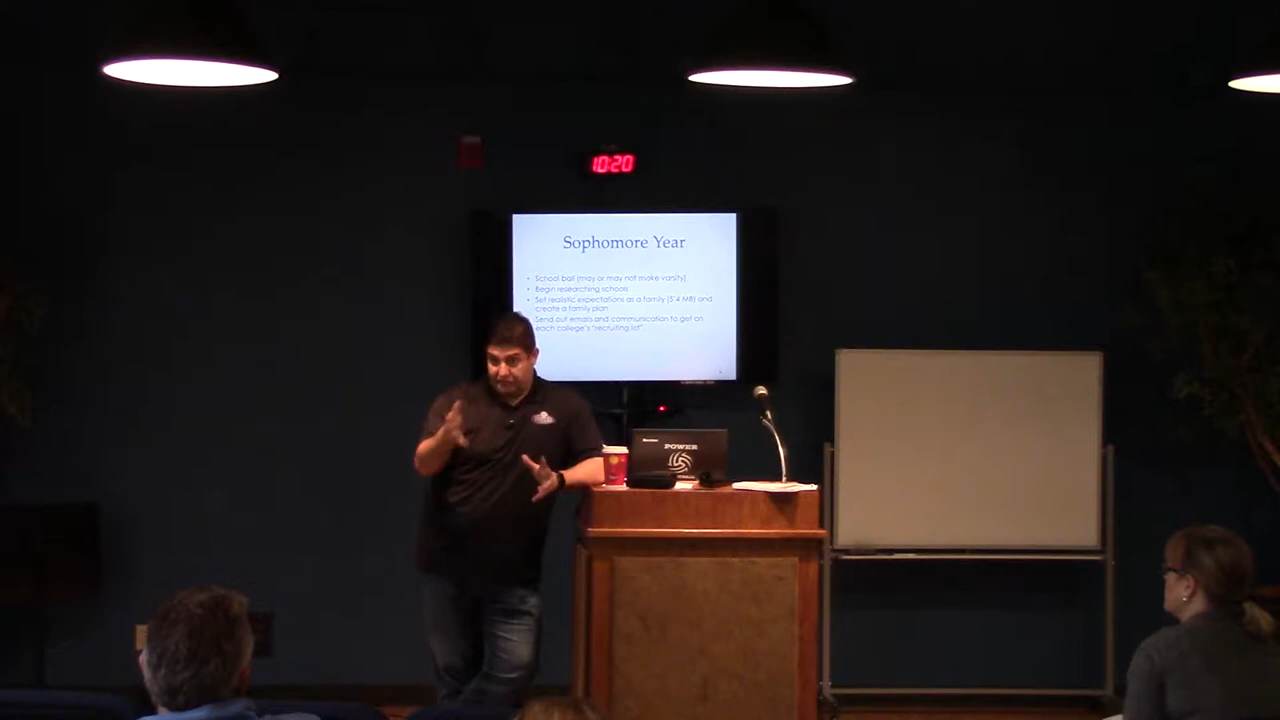 10:20
Sophomore Year
• School ball (may or may not make varsity)
• Begin researching schools
• Set realistic expectations as a family (5'4 MB) and
create a family plan
Send out emails and communication to get on
each college's "recruiting list"
POWER